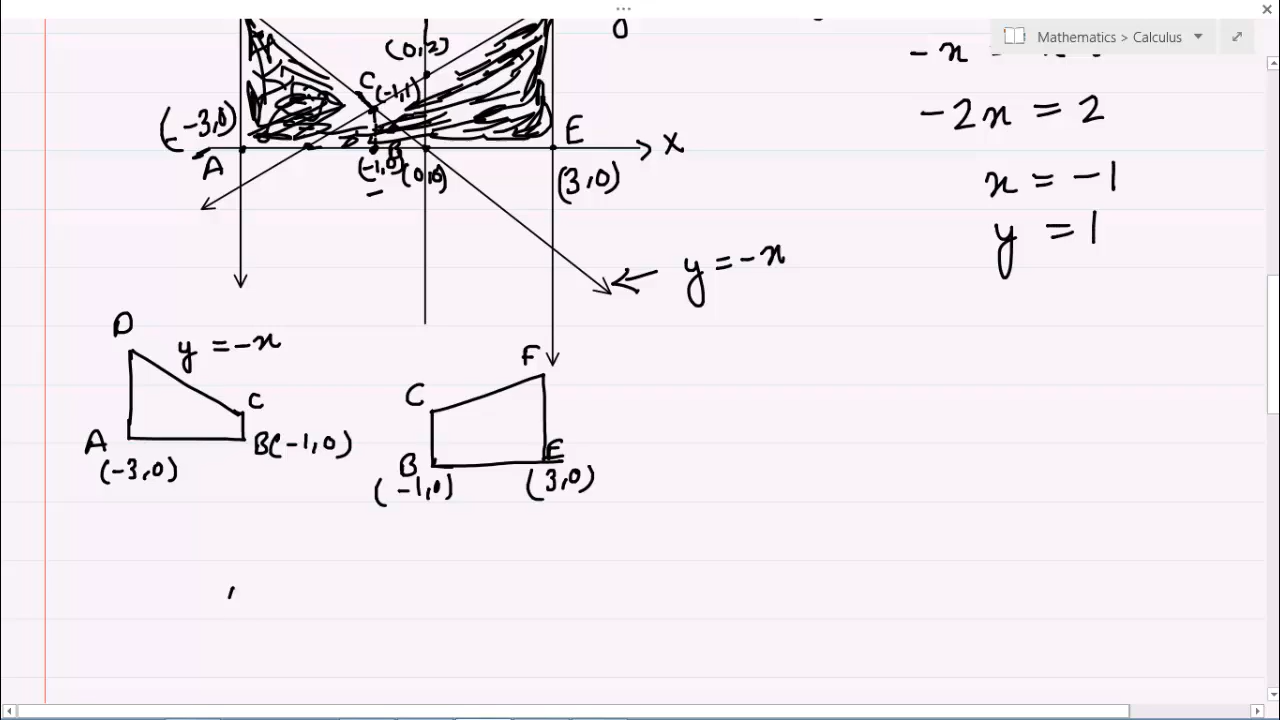 Mathematics > Calculus
(0,2)
-2x = 2
C
(-1,1)
(-3,0)
E
X
A
B
(-1,0)
(0,0)
(3,0)
x = -1
y = 1
y = -x
D
y = -x
F
C
C
A
B(-1,0)
B
E
(-3,0)
(-1,0)
(3,0)